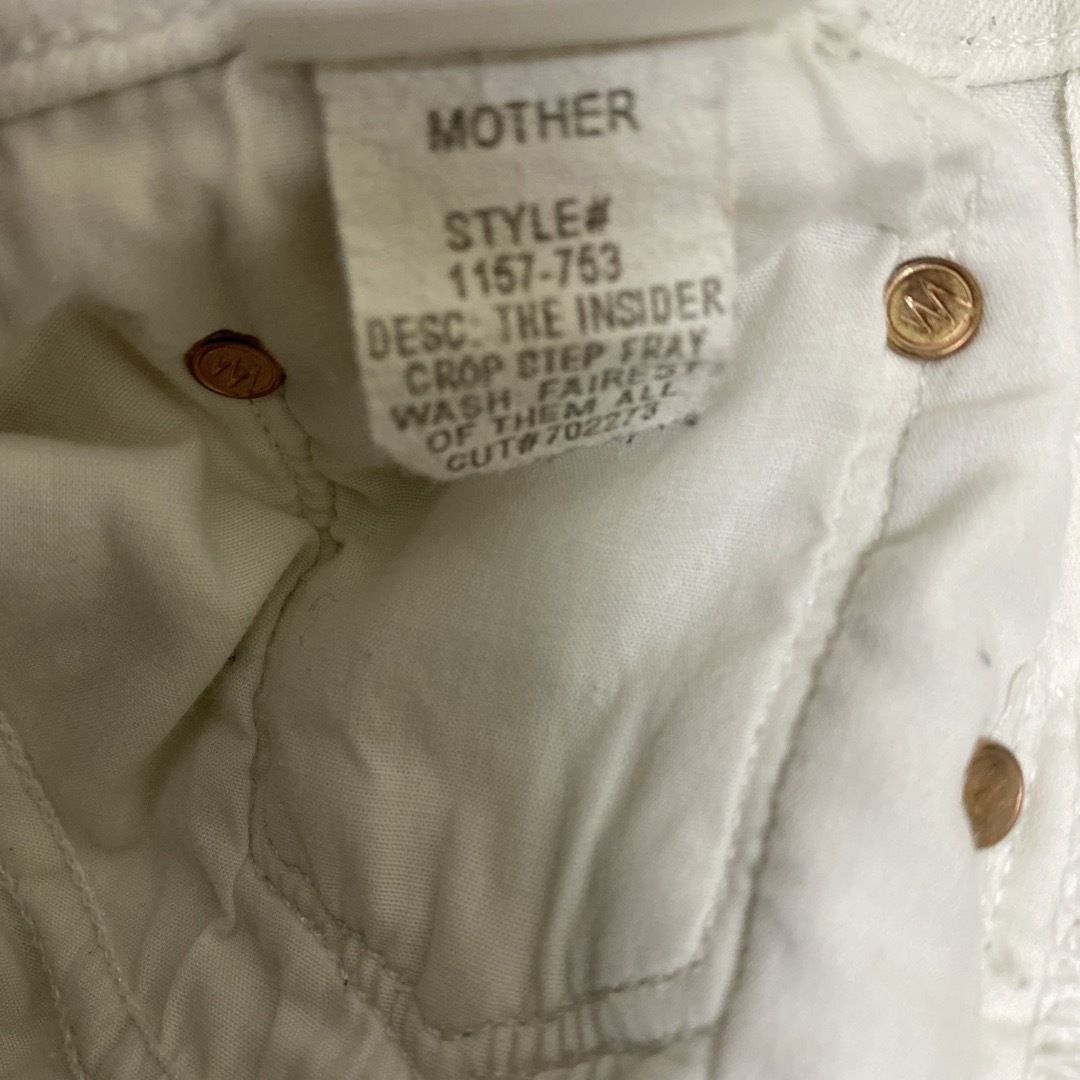 MOTHER
STYLE#
1157-753
DESC: THE INSIDER
CROP STEP FRAY
WASH: FAIREST
OF THEM ALL
CUT#702273